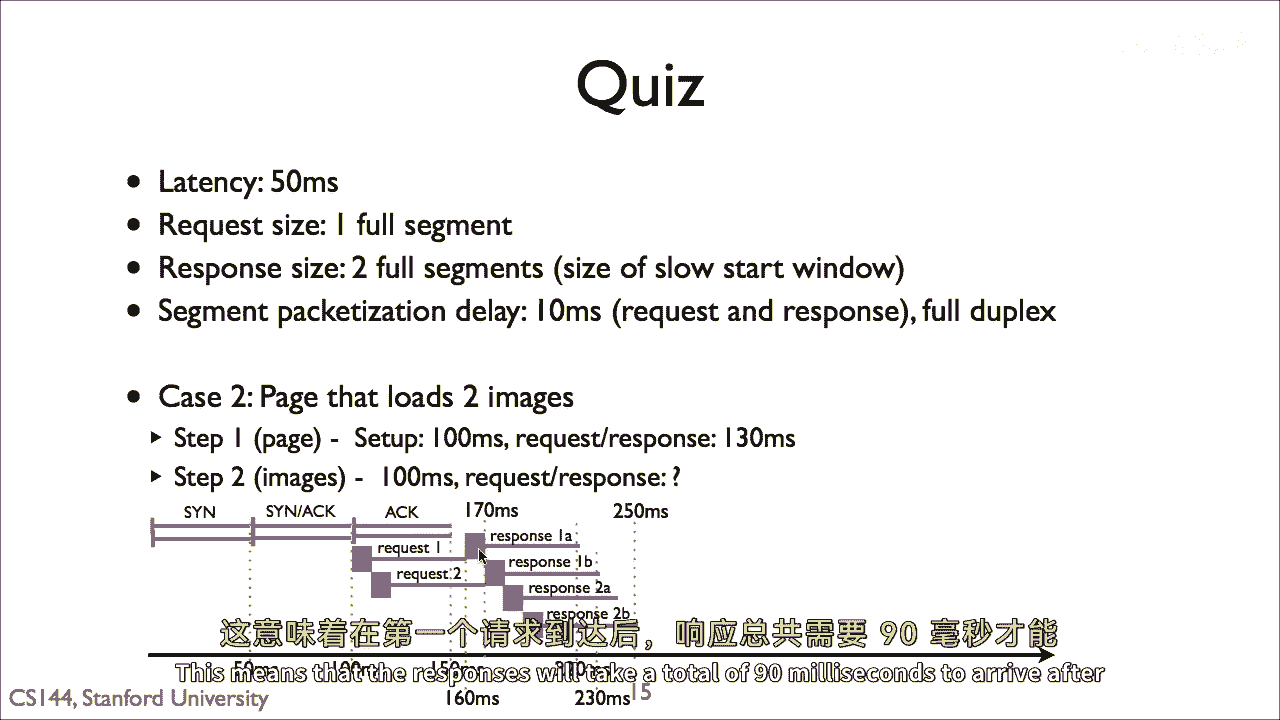 Quiz
• Latency: 50ms
• Request size: 1 full segment
• Response size: 2 full segments (size of slow start window)
• Segment packetization delay: 10ms (request and response), full duplex
• Case 2: Page that loads 2 images
‣ Step 1 (page) - Setup: 100ms, request/response: 130ms
‣ Step 2 (images) - 100ms, request/response: ?
SYN SYN/ACK ACK 170ms 250ms
response 1a
request 1
response 1b
request 2
response 2a
response 2b
这意味着在第一个请求到达后，响应总共需要 90 毫秒才能
50ms 100ms 150ms
This means that the responses will take a total of 90 milliseconds to arrive after
CS144, Stanford University
160ms 230ms 15